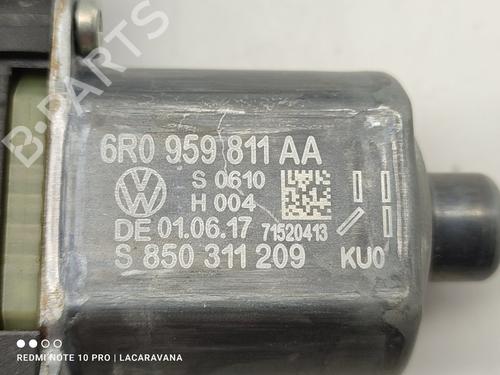 6R0 959 811 AA
S 0610
H 004
DE 01.06.17 71520413
S 850 311 209 KU0
B-PARTS
REDMI NOTE 10 PRO | LACARAVANA